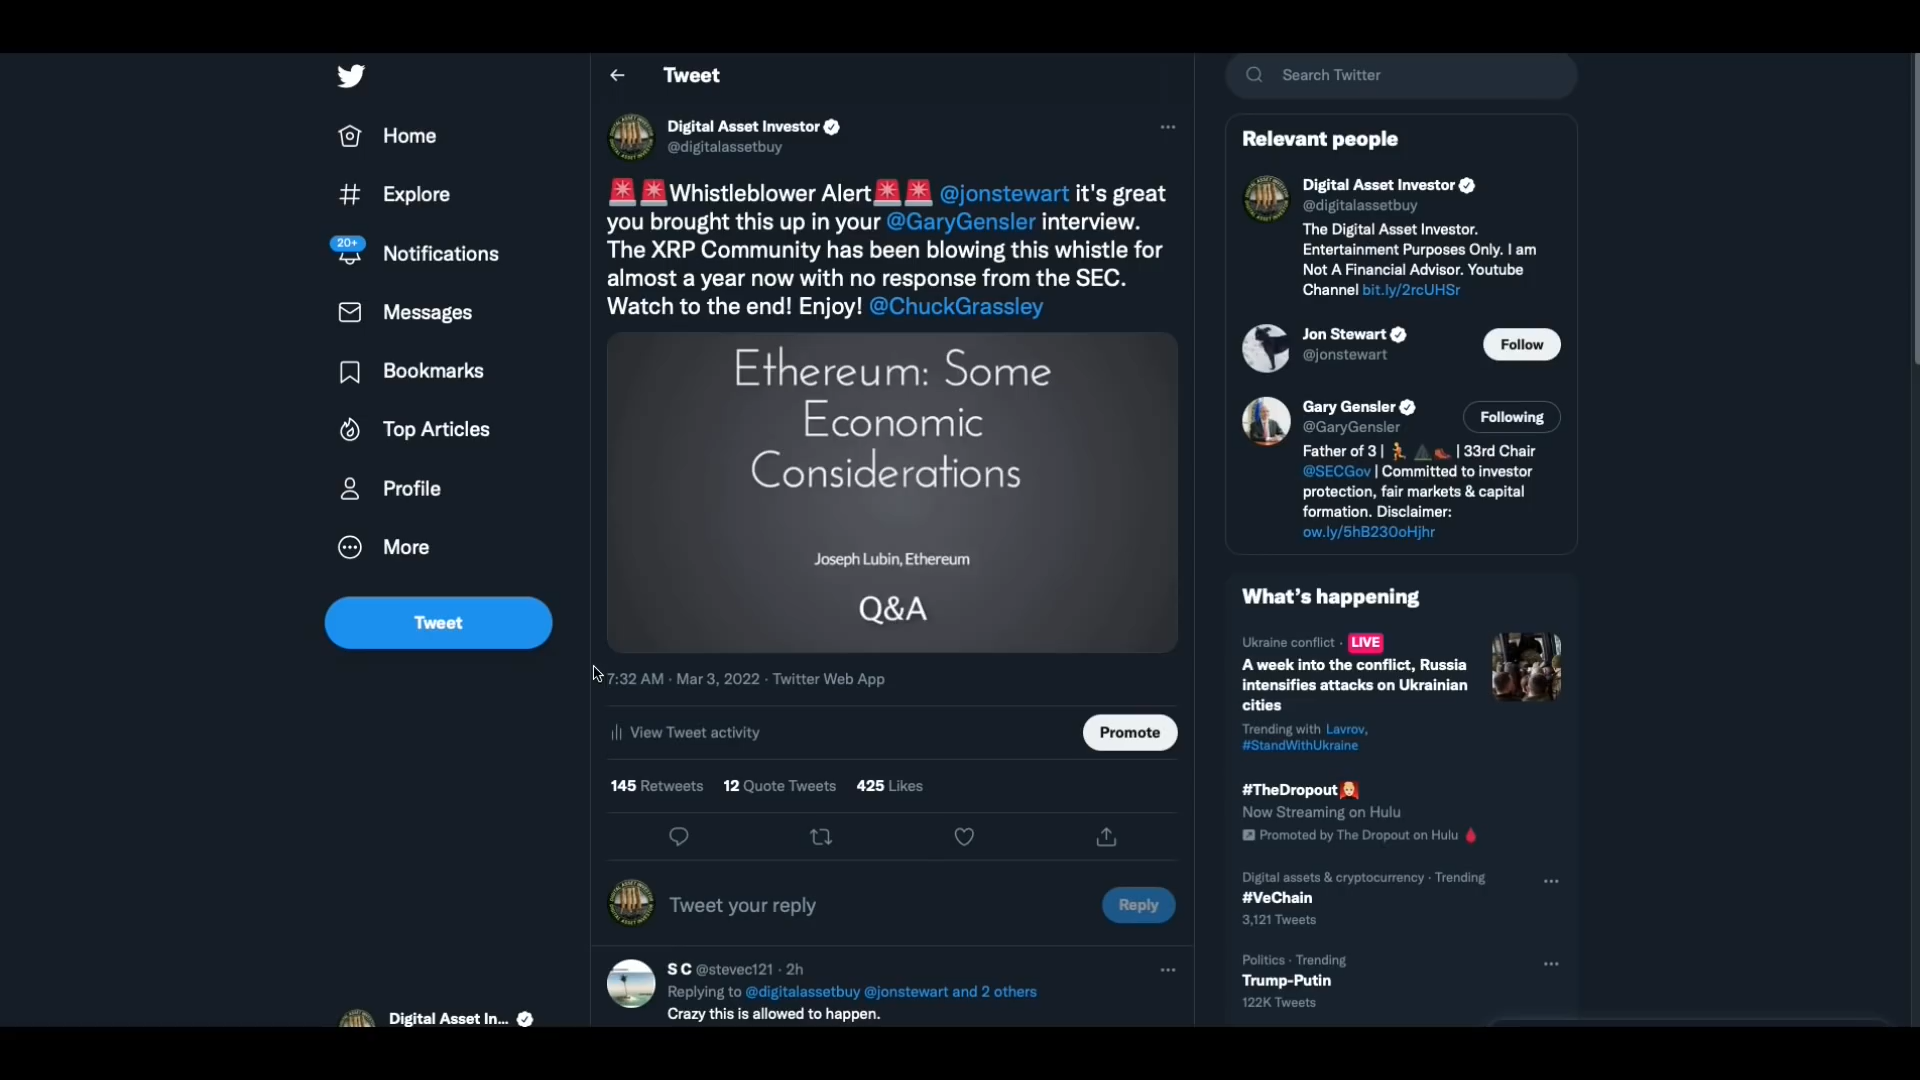 Home
Explore
20+
Notifications
Messages
Bookmarks
Top Articles
Profile
More
Tweet
Digital Asset In...
Tweet
Digital Asset Investor
@digitalassetbuy
🚨🚨Whistleblower Alert🚨🚨 @jonstewart it's great
you brought this up in your @GaryGensler interview.
The XRP Community has been blowing this whistle for
almost a year now with no response from the SEC.
Watch to the end! Enjoy! @ChuckGrassley
Ethereum: Some
Economic
Considerations
Joseph Lubin, Ethereum
Q&A
7:32 AM · Mar 3, 2022 · Twitter Web App
View Tweet activity
Promote
145 Retweets 12 Quote Tweets 425 Likes
Tweet your reply
Reply
S C @stevec121 · 2h
Replying to @digitalassetbuy @jonstewart and 2 others
Crazy this is allowed to happen.
Search Twitter
Relevant people
Digital Asset Investor
@digitalassetbuy
The Digital Asset Investor.
Entertainment Purposes Only. I am
Not A Financial Advisor. Youtube
Channel bit.ly/2rcUHSr
Jon Stewart
@jonstewart
Follow
Gary Gensler
@GaryGensler
Following
Father of 3 | 🏃 ⛰️ 🥾 | 33rd Chair
@SECGov | Committed to investor
protection, fair markets & capital
formation. Disclaimer:
ow.ly/5hB230oHjhr
What's happening
Ukraine conflict · LIVE
A week into the conflict, Russia
intensifies attacks on Ukrainian
cities
Trending with Lavrov,
#StandWithUkraine
#TheDropout
Now Streaming on Hulu
Promoted by The Dropout on Hulu 🩸
Digital assets & cryptocurrency · Trending
#VeChain
3,121 Tweets
Politics · Trending
Trump-Putin
122K Tweets